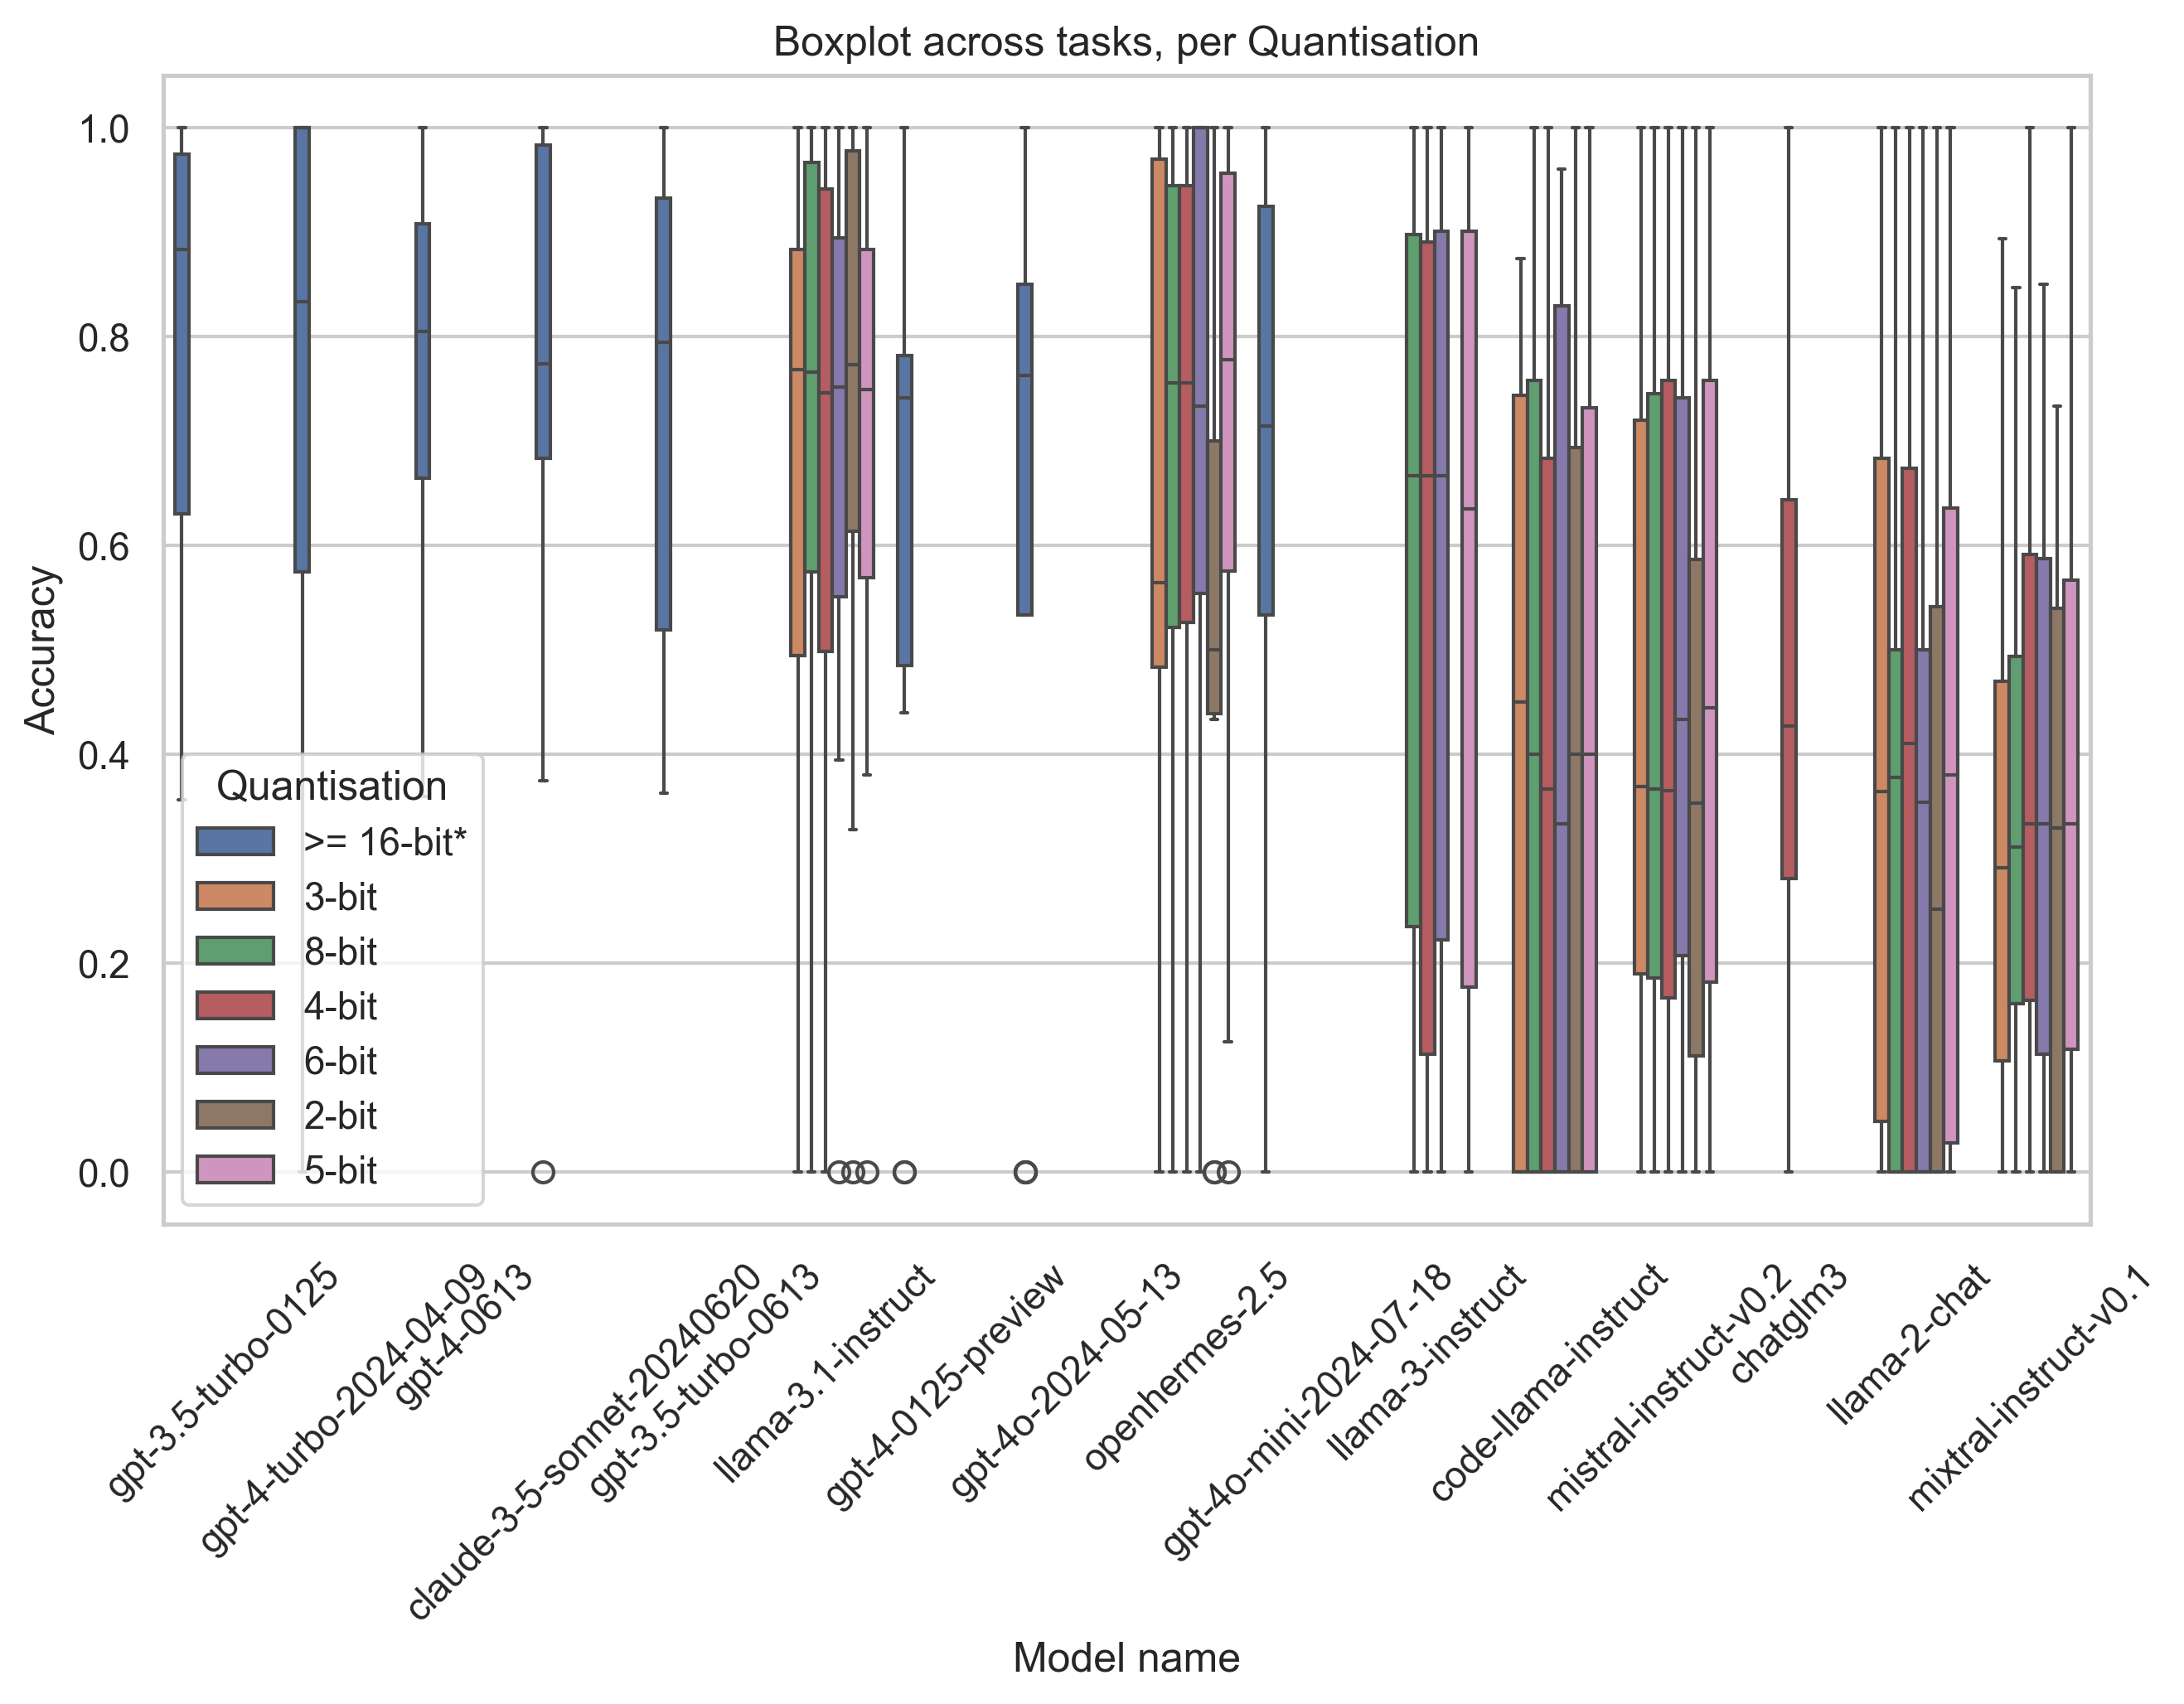 Boxplot across tasks, per Quantisation
Accuracy
1.0
0.8
0.6
0.4
0.2
0.0
Quantisation
>= 16-bit*
3-bit
8-bit
4-bit
6-bit
2-bit
5-bit
gpt-3.5-turbo-0125
gpt-4-turbo-2024-04-09
gpt-4-0613
claude-3-5-sonnet-20240620
gpt-3.5-turbo-0613
llama-3.1-instruct
gpt-4-0125-preview
gpt-4o-2024-05-13
openhermes-2.5
gpt-4o-mini-2024-07-18
llama-3-instruct
code-llama-instruct
mistral-instruct-v0.2
chatglm3
llama-2-chat
mixtral-instruct-v0.1
Model name